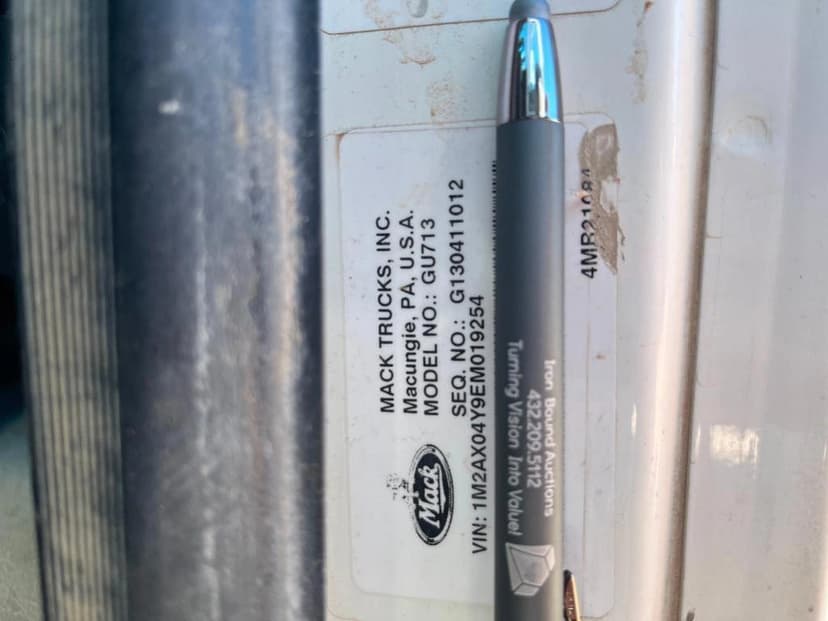 MACK TRUCKS, INC.
Macungie, PA, U.S.A.
MODEL NO.: GU713
SEQ. NO.: G130411012
VIN: 1M2AX04Y9EM019254
Mack
Iron Bound Auctions
432.209.5112
Turning Vision Into Value!